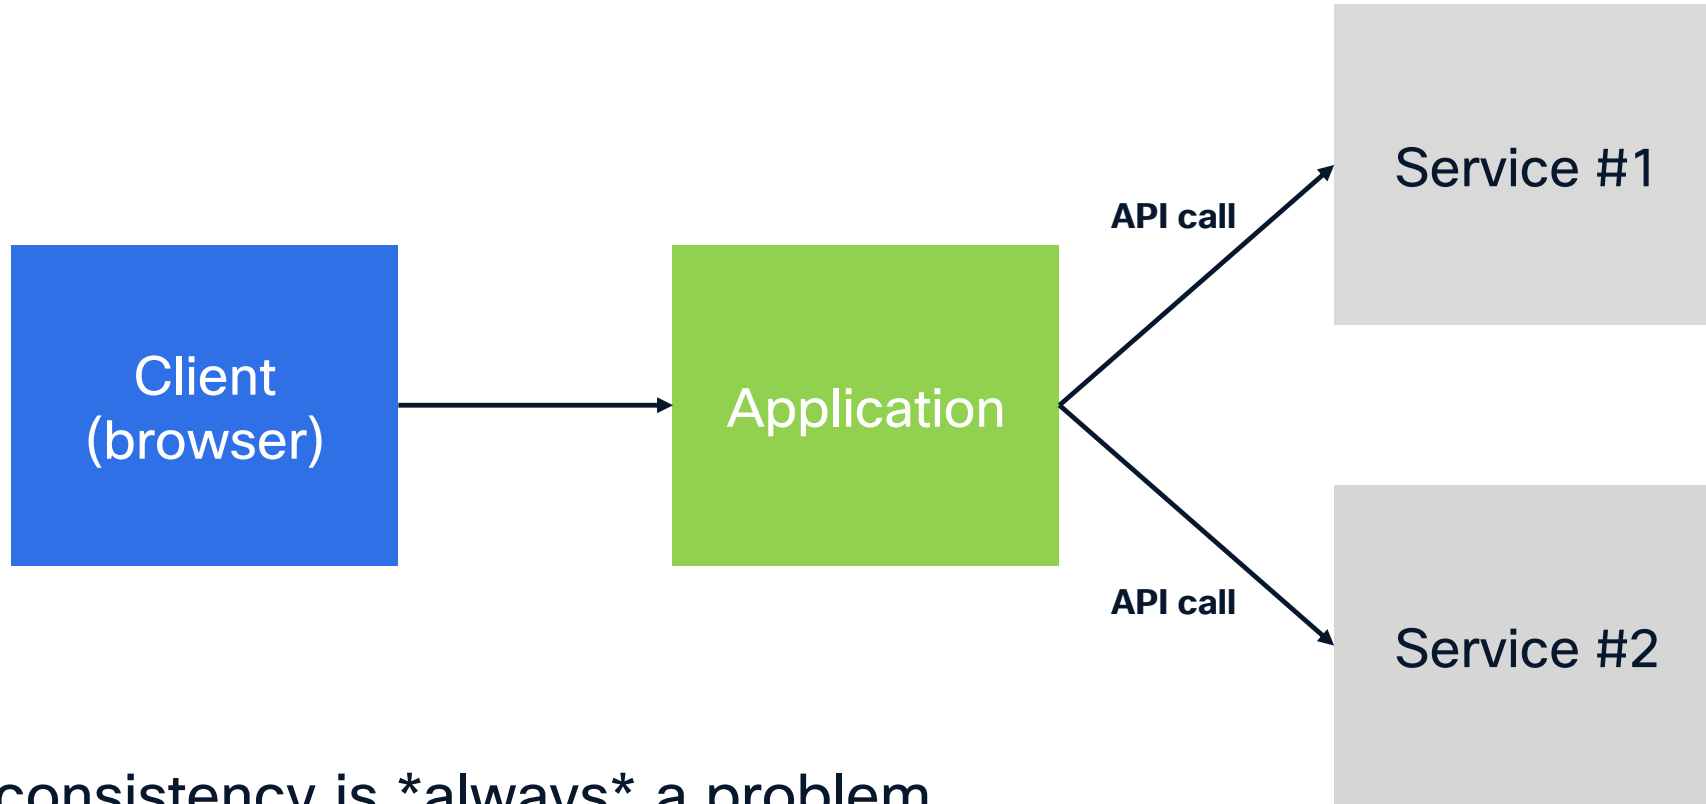 Service #1
API call
Client
(browser)
Application
API call
Service #2
consistency is *always* a problem